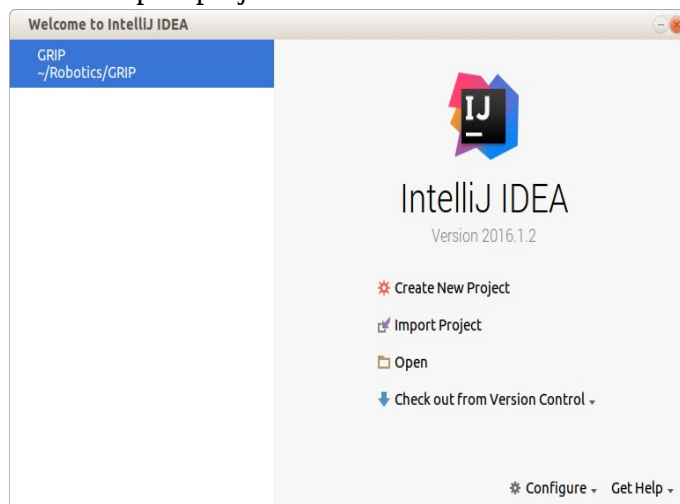 Welcome to IntelliJ IDEA
GRIP
~/Robotics/GRIP
IJ
IntelliJ IDEA
Version 2016.1.2
Create New Project
Import Project
Open
Check out from Version Control
Configure
Get Help